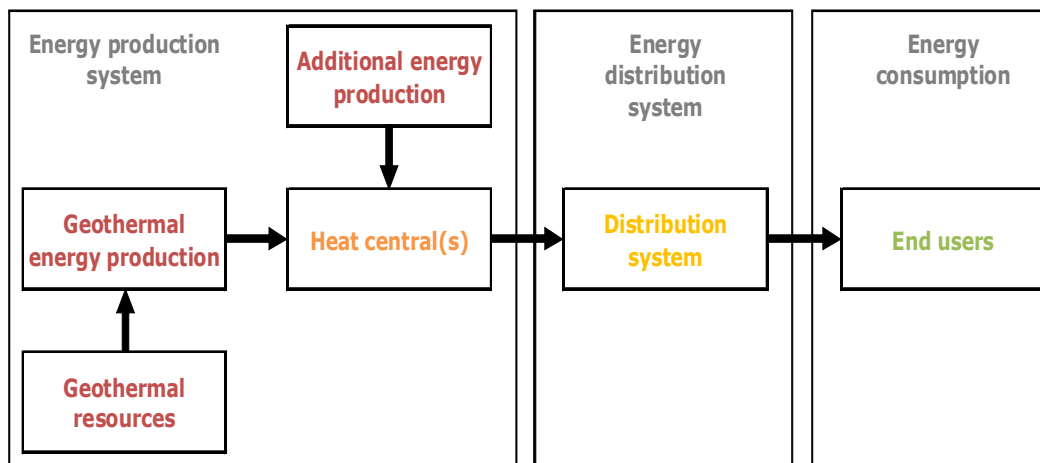 Energy production
system
Additional energy
production
Geothermal
energy production
Heat central(s)
Geothermal
resources
Energy
distribution
system
Distribution
system
Energy
consumption
End users